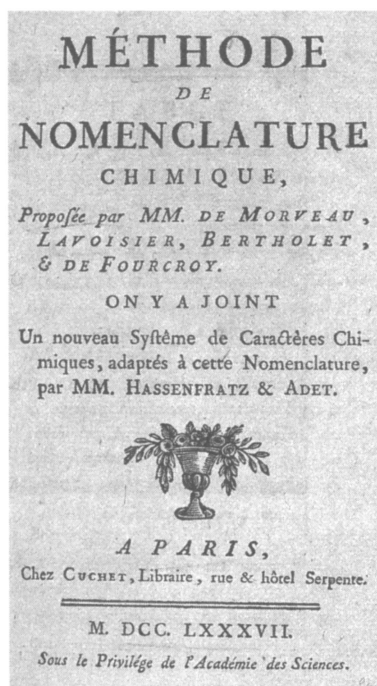 MÉTHODE
DE
NOMENCLATURE
CHIMIQUE,
Propoſée par MM. DE MORVEAU,
LAVOISIER, BERTHOLET,
& DE FOURCROY.
ON Y A JOINT
Un nouveau Syſtême de Caractères Chi-
miques, adaptés à cette Nomenclature,
par MM. HASSENFRATZ & ADET.
A PARIS,
Chez CUCHET, Libraire, rue & hôtel Serpente.
M. DCC. LXXXVII.
Sous le Privilége de l'Académie des Sciences.